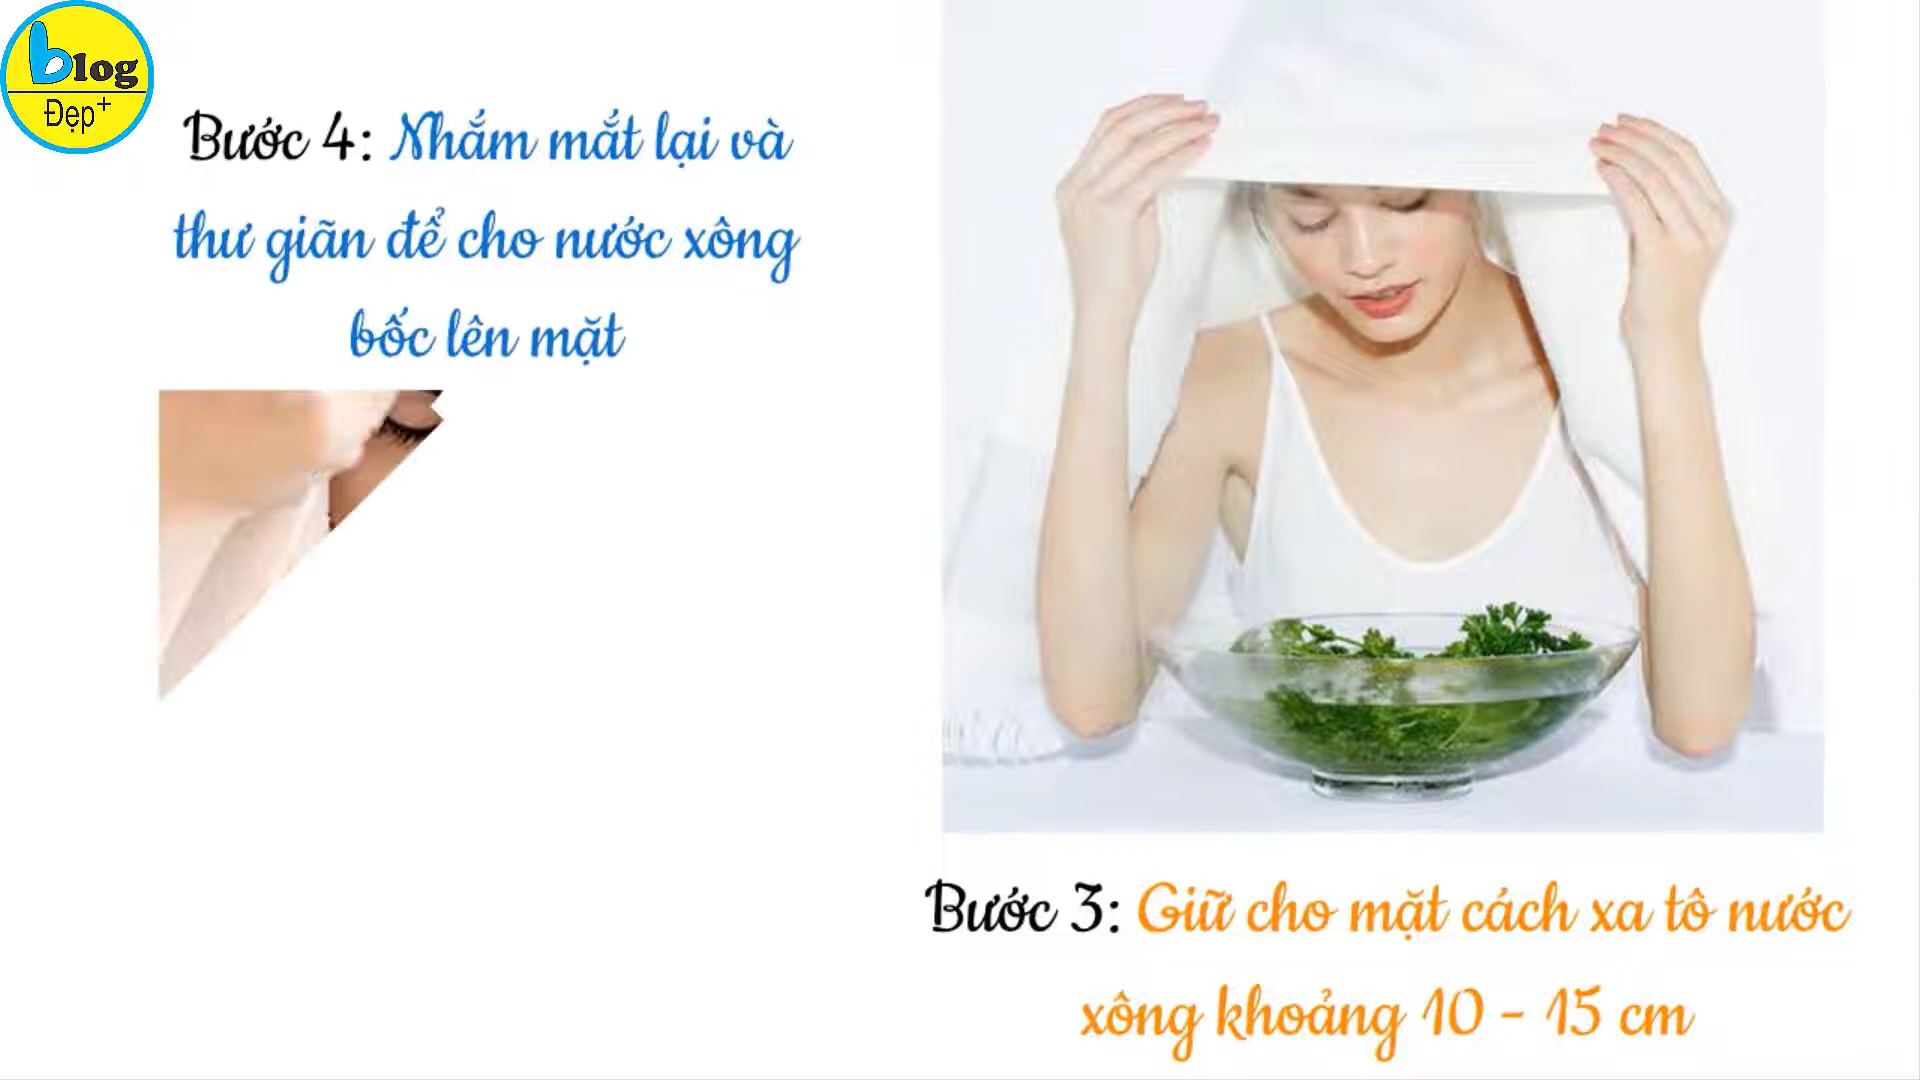 blog
Đẹp+
Bước 4: Nhắm mắt lại và
thư giãn để cho nước xông
bốc lên mặt
Bước 3: Giữ cho mặt cách xa tô nước
xông khoảng 10 - 15 cm